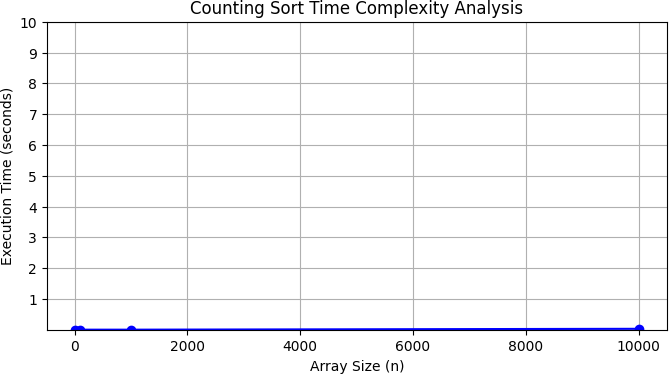 Counting Sort Time Complexity Analysis
10
9
8
7
6
5
4
3
2
1
Execution Time (seconds)
0 2000 4000 6000 8000 10000
Array Size (n)